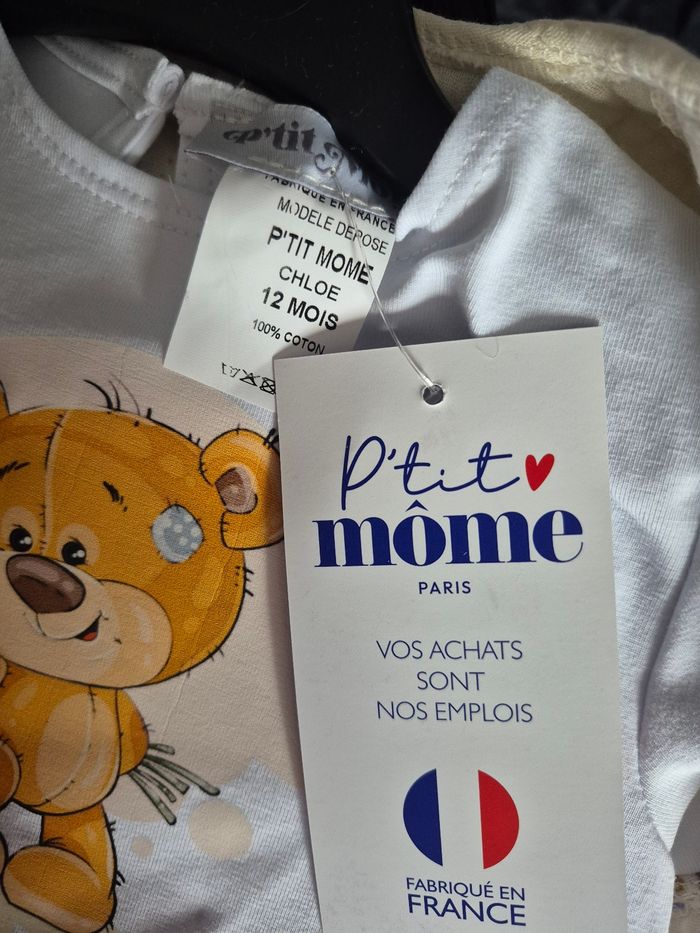 P'tit
FABRIQUE EN FRANCE
MODELE DEPOSE
P'TIT MOME
CHLOE
12 MOIS
100% COTON
P'tit
môme
PARIS
VOS ACHATS
SONT
NOS EMPLOIS
FABRIQUÉ EN
FRANCE